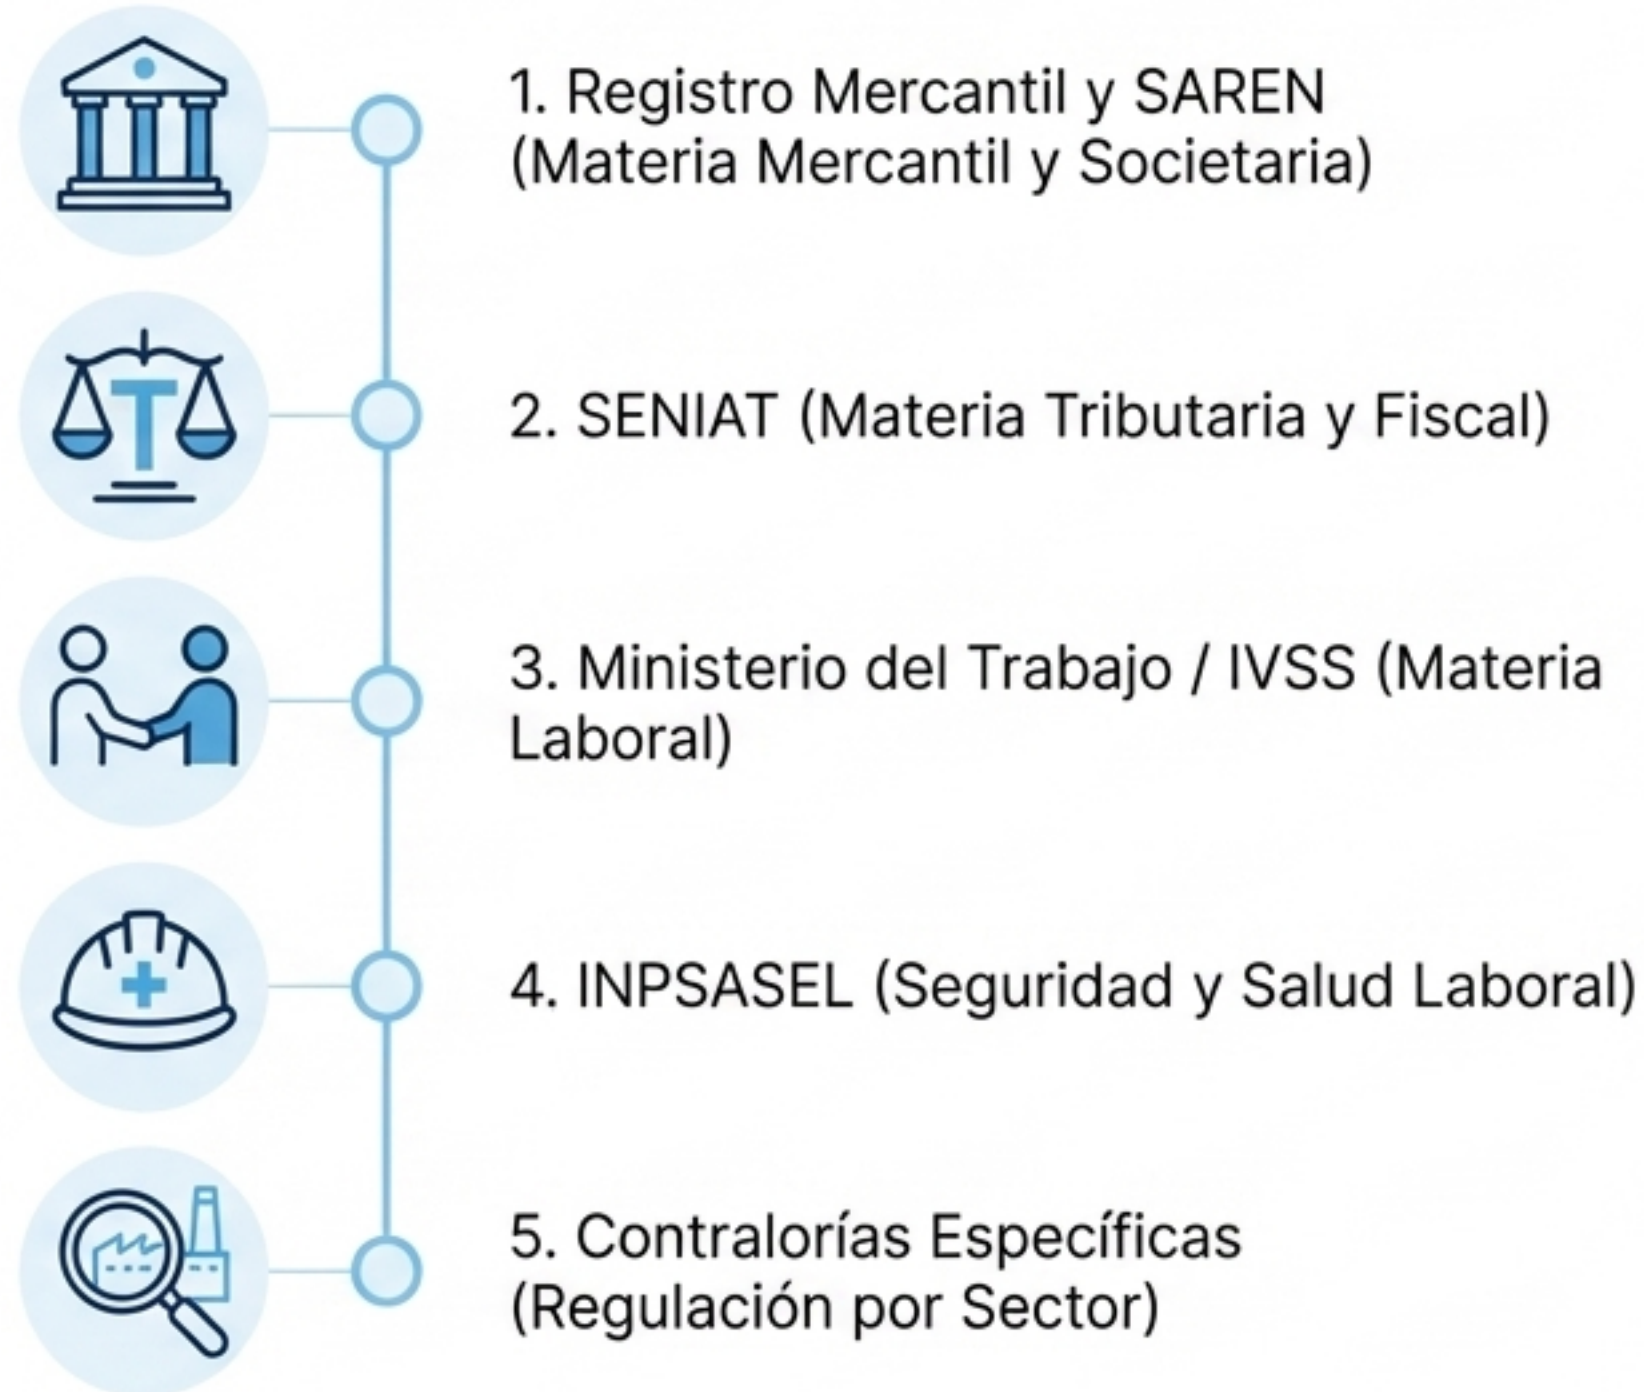 1. Registro Mercantil y SAREN
(Materia Mercantil y Societaria)
T
2. SENIAT (Materia Tributaria y Fiscal)
3. Ministerio del Trabajo / IVSS (Materia
Laboral)
4. INPSASEL (Seguridad y Salud Laboral)
5. Contralorías Específicas
(Regulación por Sector)